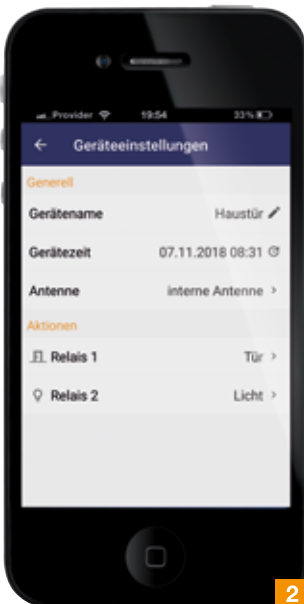 Provider 19:54 33%
Geräteeinstellungen
Generell
Gerätename Haustür
Gerätezeit 07.11.2018 08:31
Antenne interne Antenne
Aktionen
Relais 1 Tür
Relais 2 Licht
2